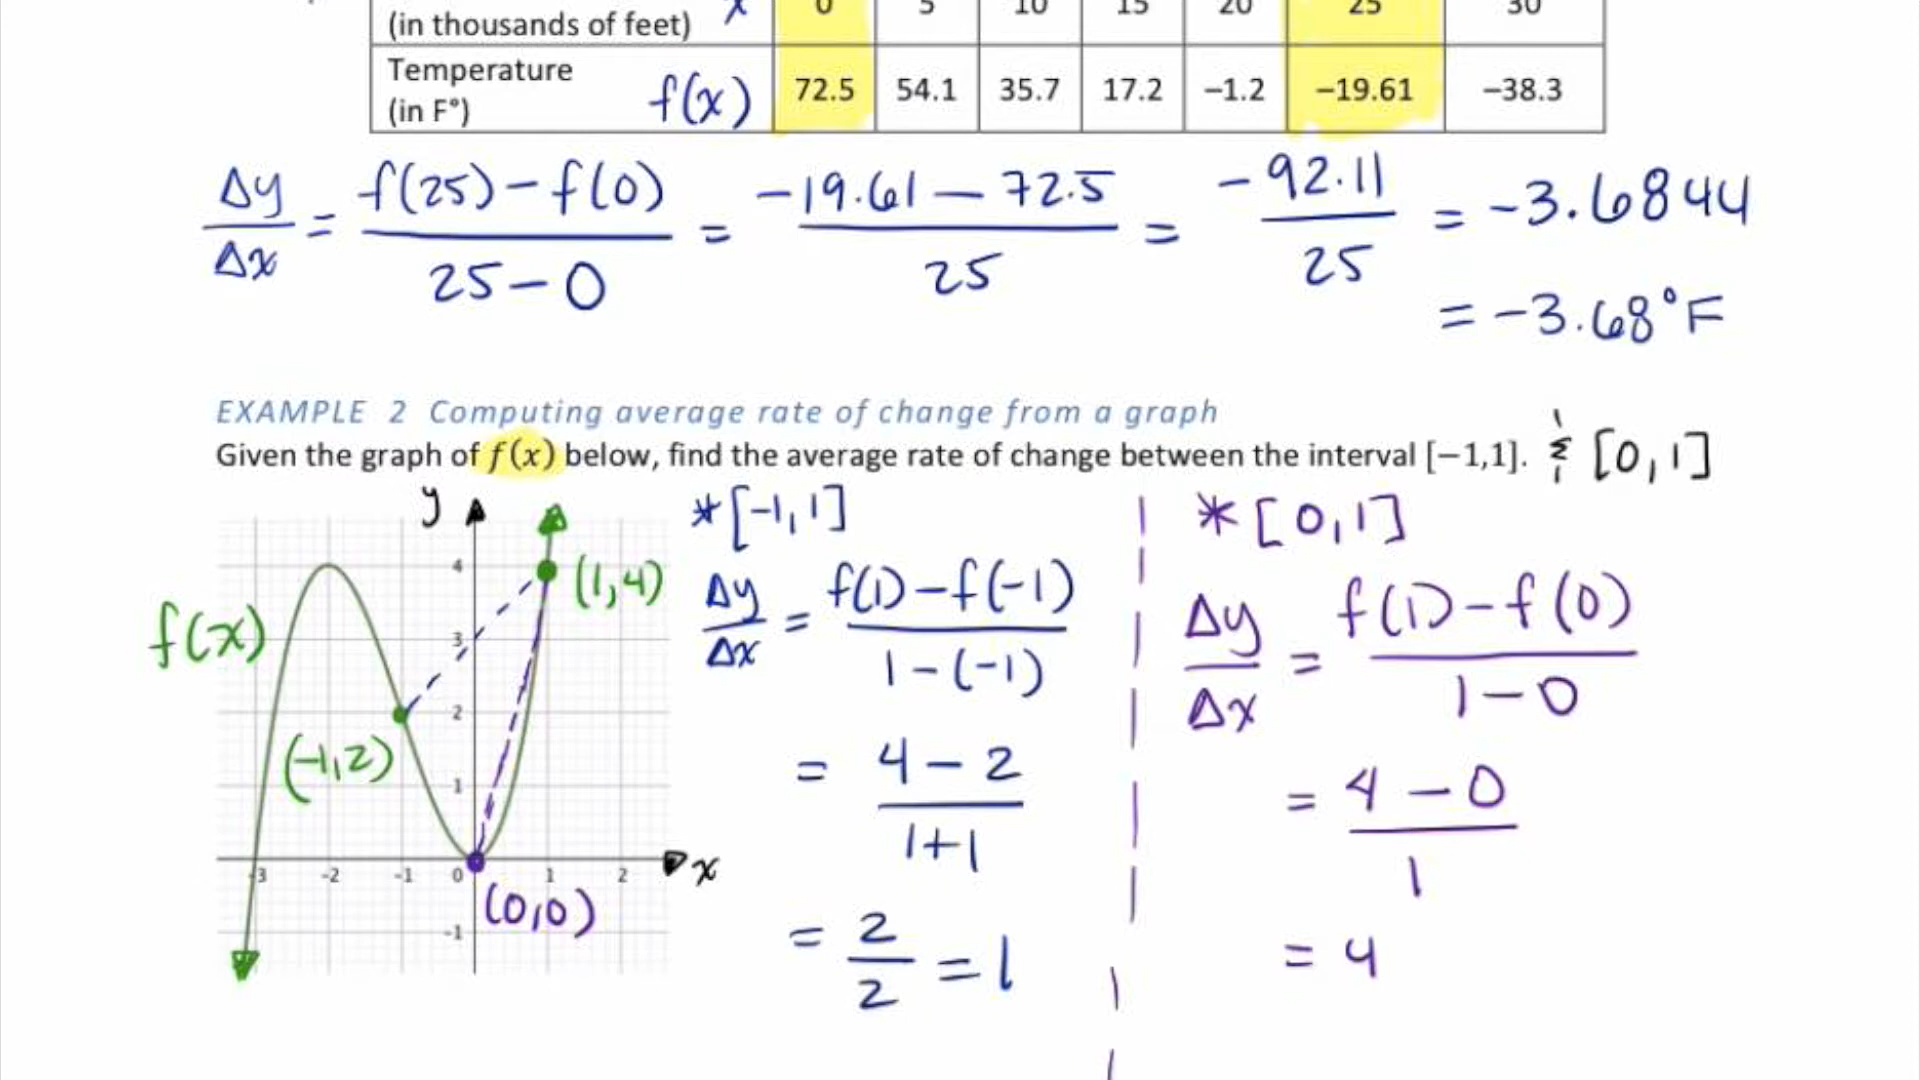 (in thousands of feet) x 0 5 10 15 20 25 30
Temperature
(in F°) f(x) 72.5 54.1 35.7 17.2 −1.2 −19.61 −38.3
Δy/Δx = f(25) − f(0) / 25 − 0 = −19.61 − 72.5 / 25 = −92.11 / 25 = −3.6844
= −3.68°F
EXAMPLE 2 Computing average rate of change from a graph
Given the graph of f(x) below, find the average rate of change between the interval [−1,1]. & [0,1]
y
*[-1,1]
Δy/Δx = f(1) − f(-1) / 1 − (-1)
= 4 − 2 / 1+1
= 2/2 = 1
*[0,1]
Δy/Δx = f(1) − f(0) / 1 − 0
= 4 − 0 / 1
= 4
f(x)
(1,4)
(-1,2)
(0,0)
x
4
3
2
1
-3 -2 -1 0 1 2
-1